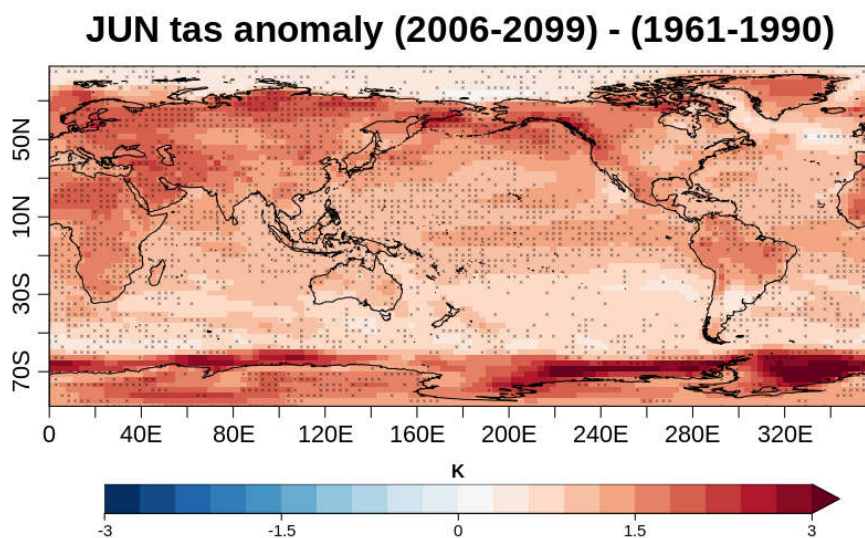 JUN tas anomaly (2006-2099) - (1961-1990)
50N
10N
30S
70S
0 40E 80E 120E 160E 200E 240E 280E 320E
K
-3 -1.5 0 1.5 3